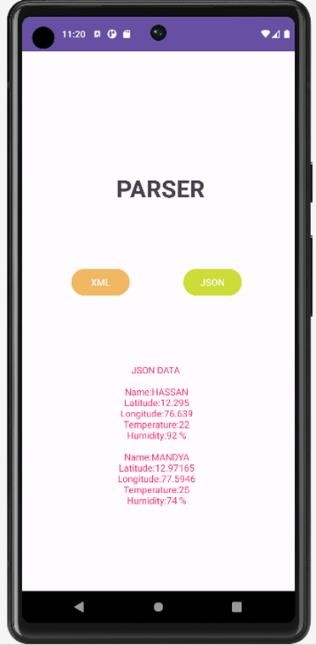 11:20
PARSER
XML JSON
JSON DATA
Name:HASSAN
Latitude:12.295
Longitude:76.639
Temperature:22
Humidity:92 %
Name:MANDYA
Latitude:12.97165
Longitude:77.5946
Temperature:25
Humidity:74 %